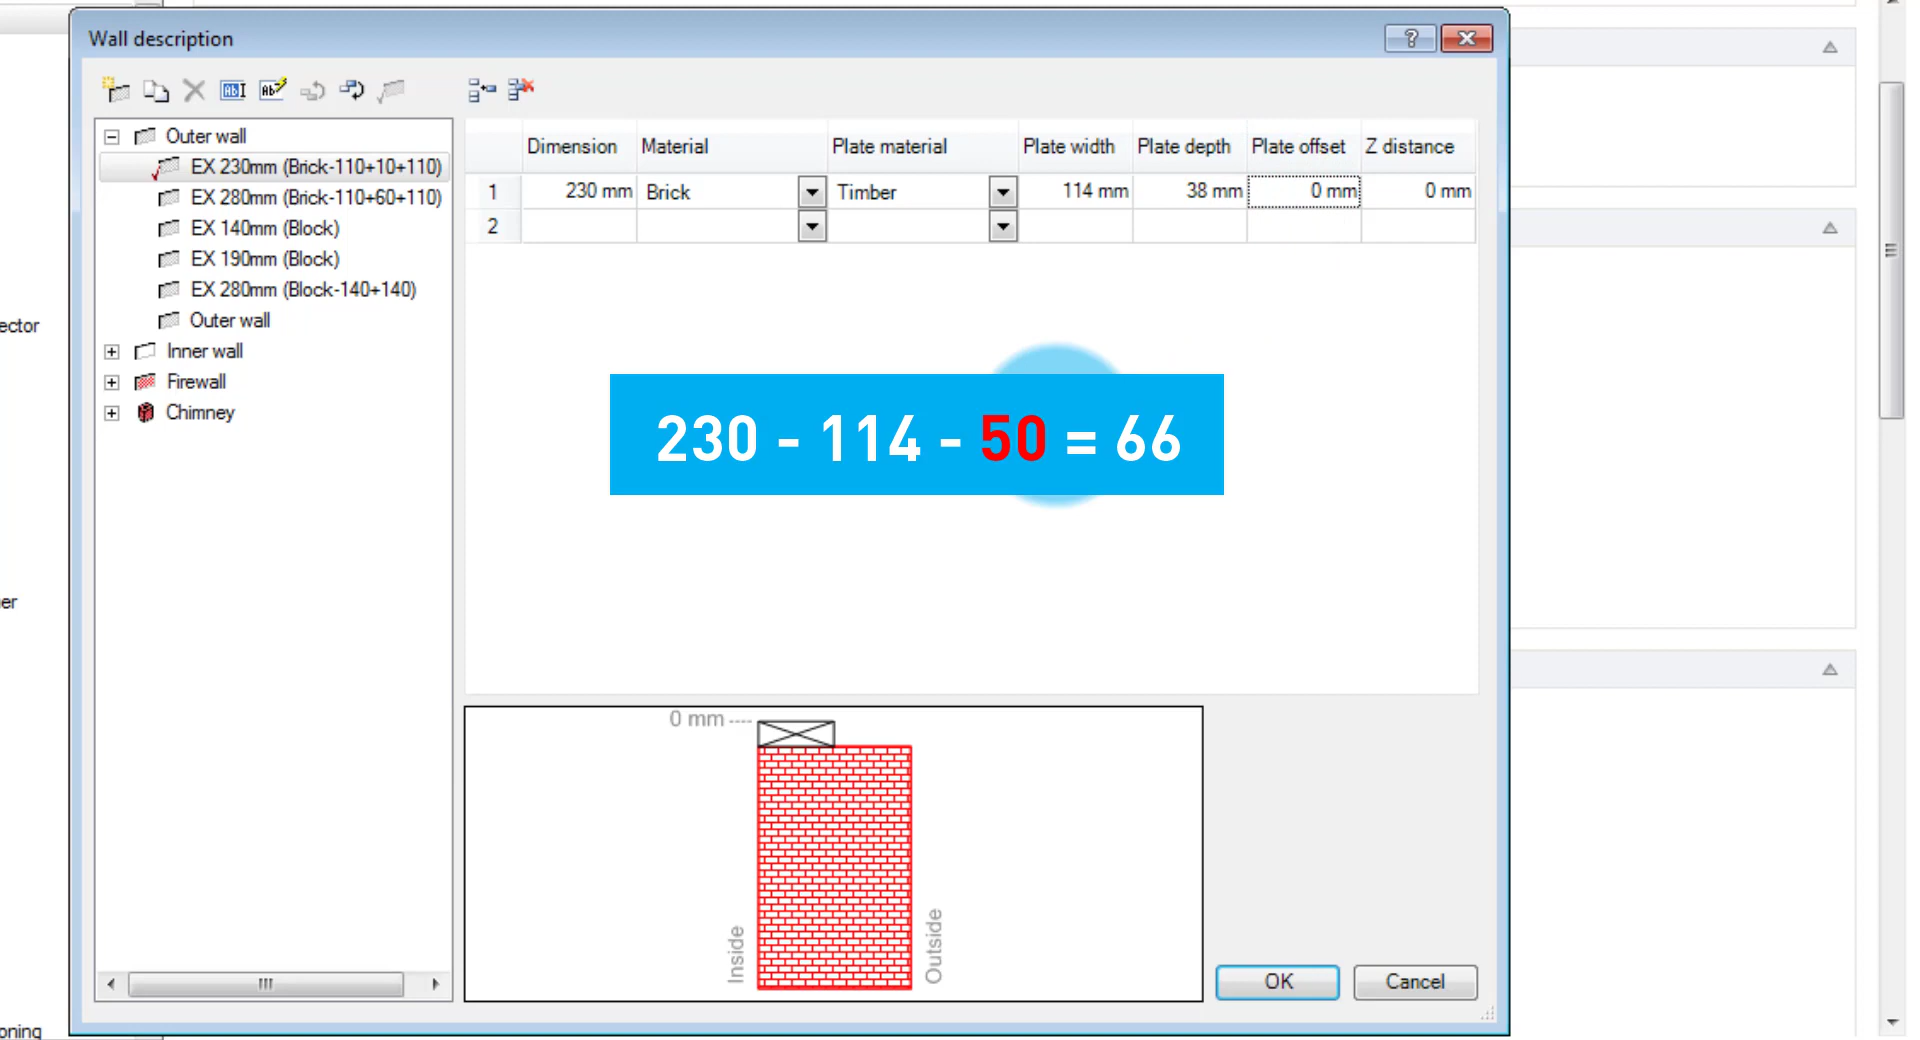 Wall description
Outer wall
EX 230mm (Brick-110+10+110)
EX 280mm (Brick-110+60+110)
EX 140mm (Block)
EX 190mm (Block)
EX 280mm (Block-140+140)
Outer wall
Inner wall
Firewall
Chimney
Dimension Material Plate material Plate width Plate depth Plate offset Z distance
1 230 mm Brick Timber 114 mm 38 mm 0 mm 0 mm
2
230 - 114 - 50 = 66
0 mm
Inside
Outside
OK Cancel
ector
er
oning